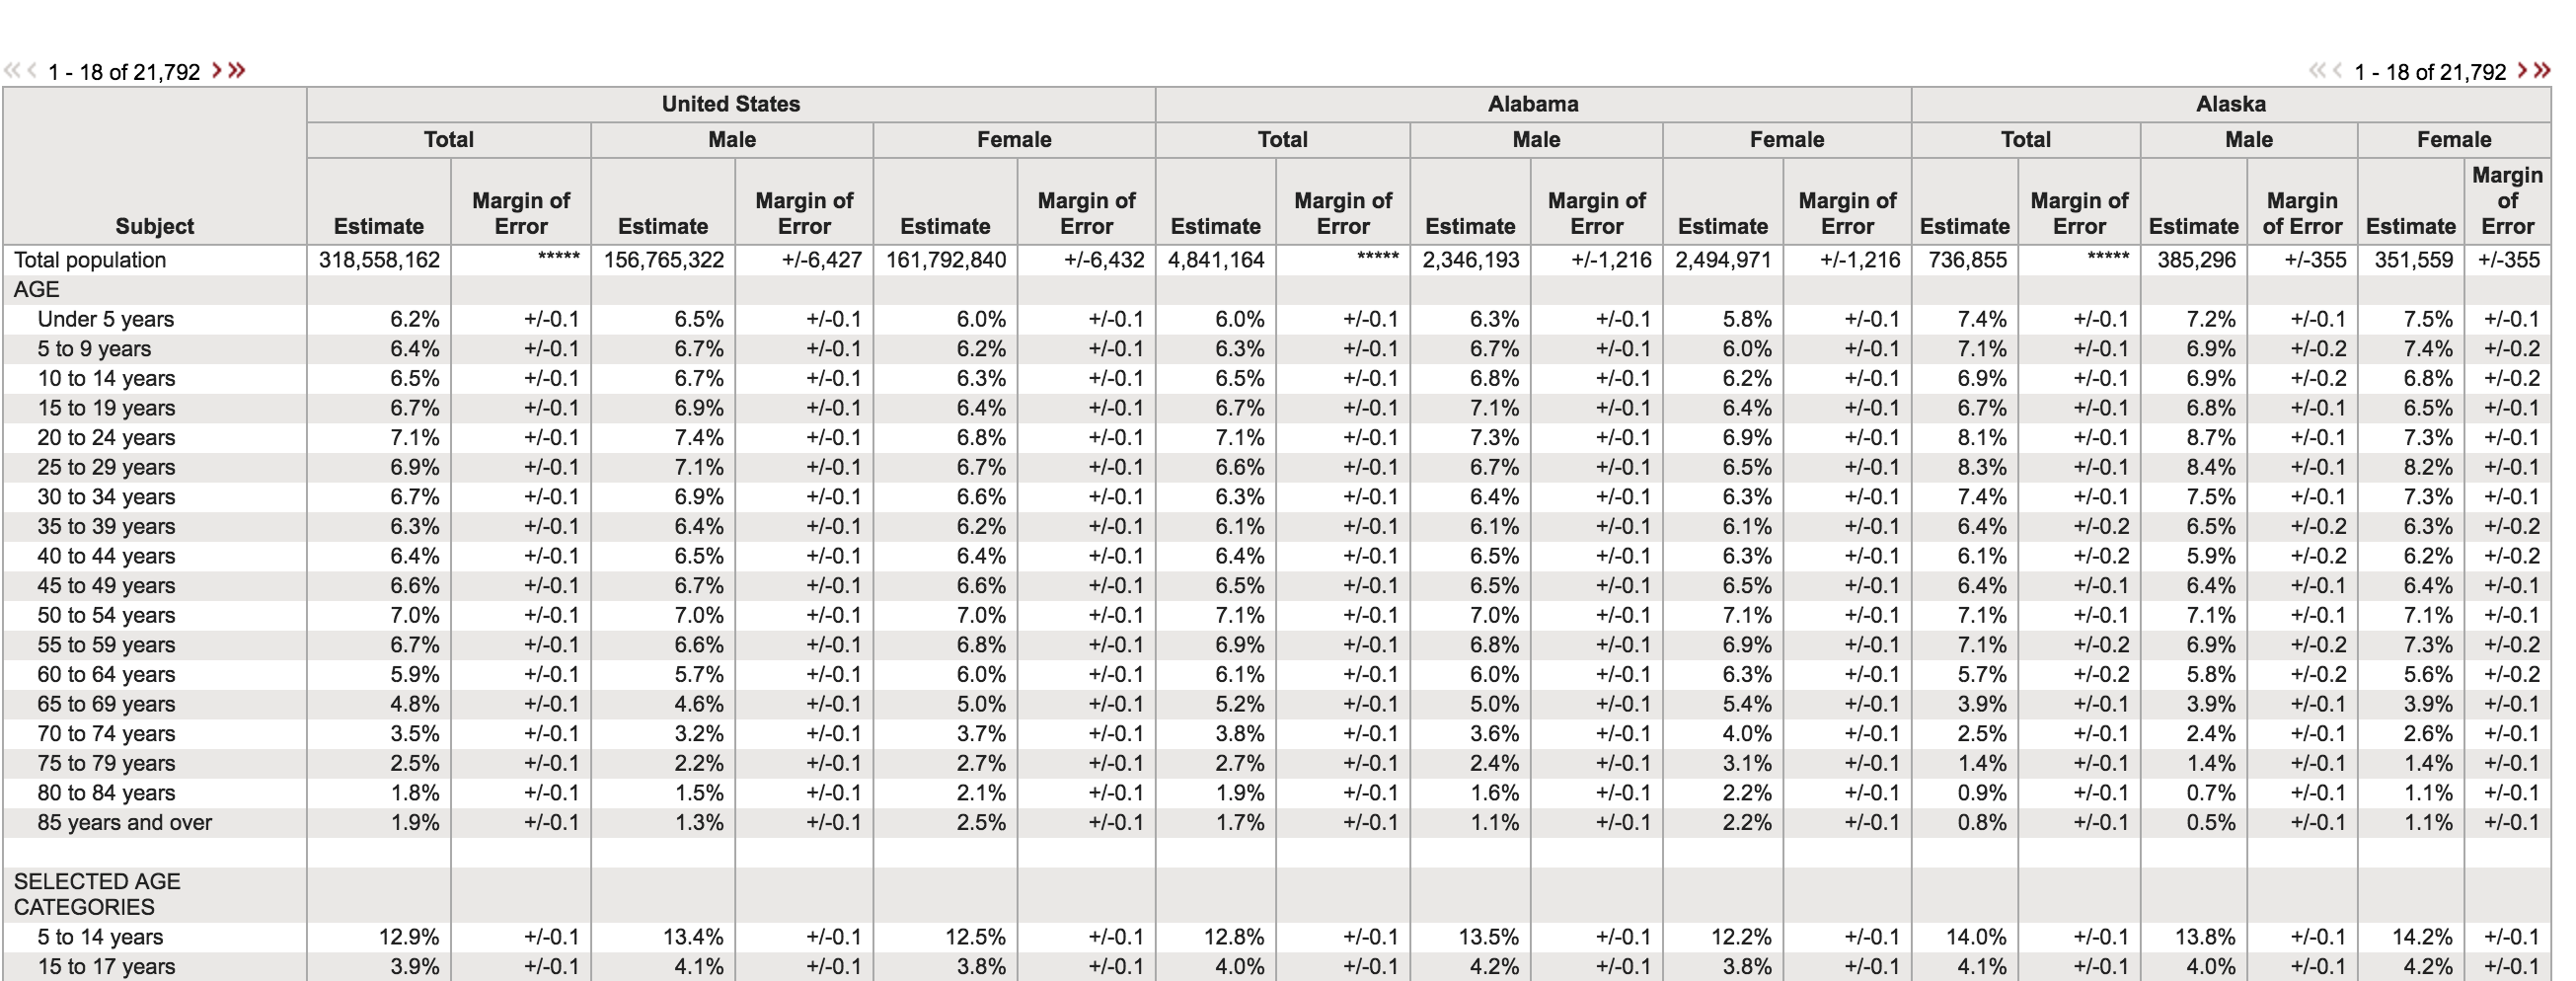 « ‹ 1 - 18 of 21,792 › » « ‹ 1 - 18 of 21,792 › »
United States Alabama Alaska
Total Male Female Total Male Female Total Male Female
Subject Estimate Margin of Error Estimate Margin of Error Estimate Margin of Error Estimate Margin of Error Estimate Margin of Error Estimate Margin of Error Estimate Margin of Error Estimate Margin of Error Estimate Margin of Error
Total population 318,558,162 ***** 156,765,322 +/-6,427 161,792,840 +/-6,432 4,841,164 ***** 2,346,193 +/-1,216 2,494,971 +/-1,216 736,855 ***** 385,296 +/-355 351,559 +/-355
AGE
Under 5 years 6.2% +/-0.1 6.5% +/-0.1 6.0% +/-0.1 6.0% +/-0.1 6.3% +/-0.1 5.8% +/-0.1 7.4% +/-0.1 7.2% +/-0.1 7.5% +/-0.1
5 to 9 years 6.4% +/-0.1 6.7% +/-0.1 6.2% +/-0.1 6.3% +/-0.1 6.7% +/-0.1 6.0% +/-0.1 7.1% +/-0.1 6.9% +/-0.2 7.4% +/-0.2
10 to 14 years 6.5% +/-0.1 6.7% +/-0.1 6.3% +/-0.1 6.5% +/-0.1 6.8% +/-0.1 6.2% +/-0.1 6.9% +/-0.1 6.9% +/-0.2 6.8% +/-0.2
15 to 19 years 6.7% +/-0.1 6.9% +/-0.1 6.4% +/-0.1 6.7% +/-0.1 7.1% +/-0.1 6.4% +/-0.1 6.7% +/-0.1 6.8% +/-0.1 6.5% +/-0.1
20 to 24 years 7.1% +/-0.1 7.4% +/-0.1 6.8% +/-0.1 7.1% +/-0.1 7.3% +/-0.1 6.9% +/-0.1 8.1% +/-0.1 8.7% +/-0.1 7.3% +/-0.1
25 to 29 years 6.9% +/-0.1 7.1% +/-0.1 6.7% +/-0.1 6.6% +/-0.1 6.7% +/-0.1 6.5% +/-0.1 8.3% +/-0.1 8.4% +/-0.1 8.2% +/-0.1
30 to 34 years 6.7% +/-0.1 6.9% +/-0.1 6.6% +/-0.1 6.3% +/-0.1 6.4% +/-0.1 6.3% +/-0.1 7.4% +/-0.1 7.5% +/-0.1 7.3% +/-0.1
35 to 39 years 6.3% +/-0.1 6.4% +/-0.1 6.2% +/-0.1 6.1% +/-0.1 6.1% +/-0.1 6.1% +/-0.1 6.4% +/-0.2 6.5% +/-0.2 6.3% +/-0.2
40 to 44 years 6.4% +/-0.1 6.5% +/-0.1 6.4% +/-0.1 6.4% +/-0.1 6.5% +/-0.1 6.3% +/-0.1 6.1% +/-0.2 5.9% +/-0.2 6.2% +/-0.2
45 to 49 years 6.6% +/-0.1 6.7% +/-0.1 6.6% +/-0.1 6.5% +/-0.1 6.5% +/-0.1 6.5% +/-0.1 6.4% +/-0.1 6.4% +/-0.1 6.4% +/-0.1
50 to 54 years 7.0% +/-0.1 7.0% +/-0.1 7.0% +/-0.1 7.1% +/-0.1 7.0% +/-0.1 7.1% +/-0.1 7.1% +/-0.1 7.1% +/-0.1 7.1% +/-0.1
55 to 59 years 6.7% +/-0.1 6.6% +/-0.1 6.8% +/-0.1 6.9% +/-0.1 6.8% +/-0.1 6.9% +/-0.1 7.1% +/-0.2 6.9% +/-0.2 7.3% +/-0.2
60 to 64 years 5.9% +/-0.1 5.7% +/-0.1 6.0% +/-0.1 6.1% +/-0.1 6.0% +/-0.1 6.3% +/-0.1 5.7% +/-0.2 5.8% +/-0.2 5.6% +/-0.2
65 to 69 years 4.8% +/-0.1 4.6% +/-0.1 5.0% +/-0.1 5.2% +/-0.1 5.0% +/-0.1 5.4% +/-0.1 3.9% +/-0.1 3.9% +/-0.1 3.9% +/-0.1
70 to 74 years 3.5% +/-0.1 3.2% +/-0.1 3.7% +/-0.1 3.8% +/-0.1 3.6% +/-0.1 4.0% +/-0.1 2.5% +/-0.1 2.4% +/-0.1 2.6% +/-0.1
75 to 79 years 2.5% +/-0.1 2.2% +/-0.1 2.7% +/-0.1 2.7% +/-0.1 2.4% +/-0.1 3.1% +/-0.1 1.4% +/-0.1 1.4% +/-0.1 1.4% +/-0.1
80 to 84 years 1.8% +/-0.1 1.5% +/-0.1 2.1% +/-0.1 1.9% +/-0.1 1.6% +/-0.1 2.2% +/-0.1 0.9% +/-0.1 0.7% +/-0.1 1.1% +/-0.1
85 years and over 1.9% +/-0.1 1.3% +/-0.1 2.5% +/-0.1 1.7% +/-0.1 1.1% +/-0.1 2.2% +/-0.1 0.8% +/-0.1 0.5% +/-0.1 1.1% +/-0.1
SELECTED AGE
CATEGORIES
5 to 14 years 12.9% +/-0.1 13.4% +/-0.1 12.5% +/-0.1 12.8% +/-0.1 13.5% +/-0.1 12.2% +/-0.1 14.0% +/-0.1 13.8% +/-0.1 14.2% +/-0.1
15 to 17 years 3.9% +/-0.1 4.1% +/-0.1 3.8% +/-0.1 4.0% +/-0.1 4.2% +/-0.1 3.8% +/-0.1 4.1% +/-0.1 4.0% +/-0.1 4.2% +/-0.1